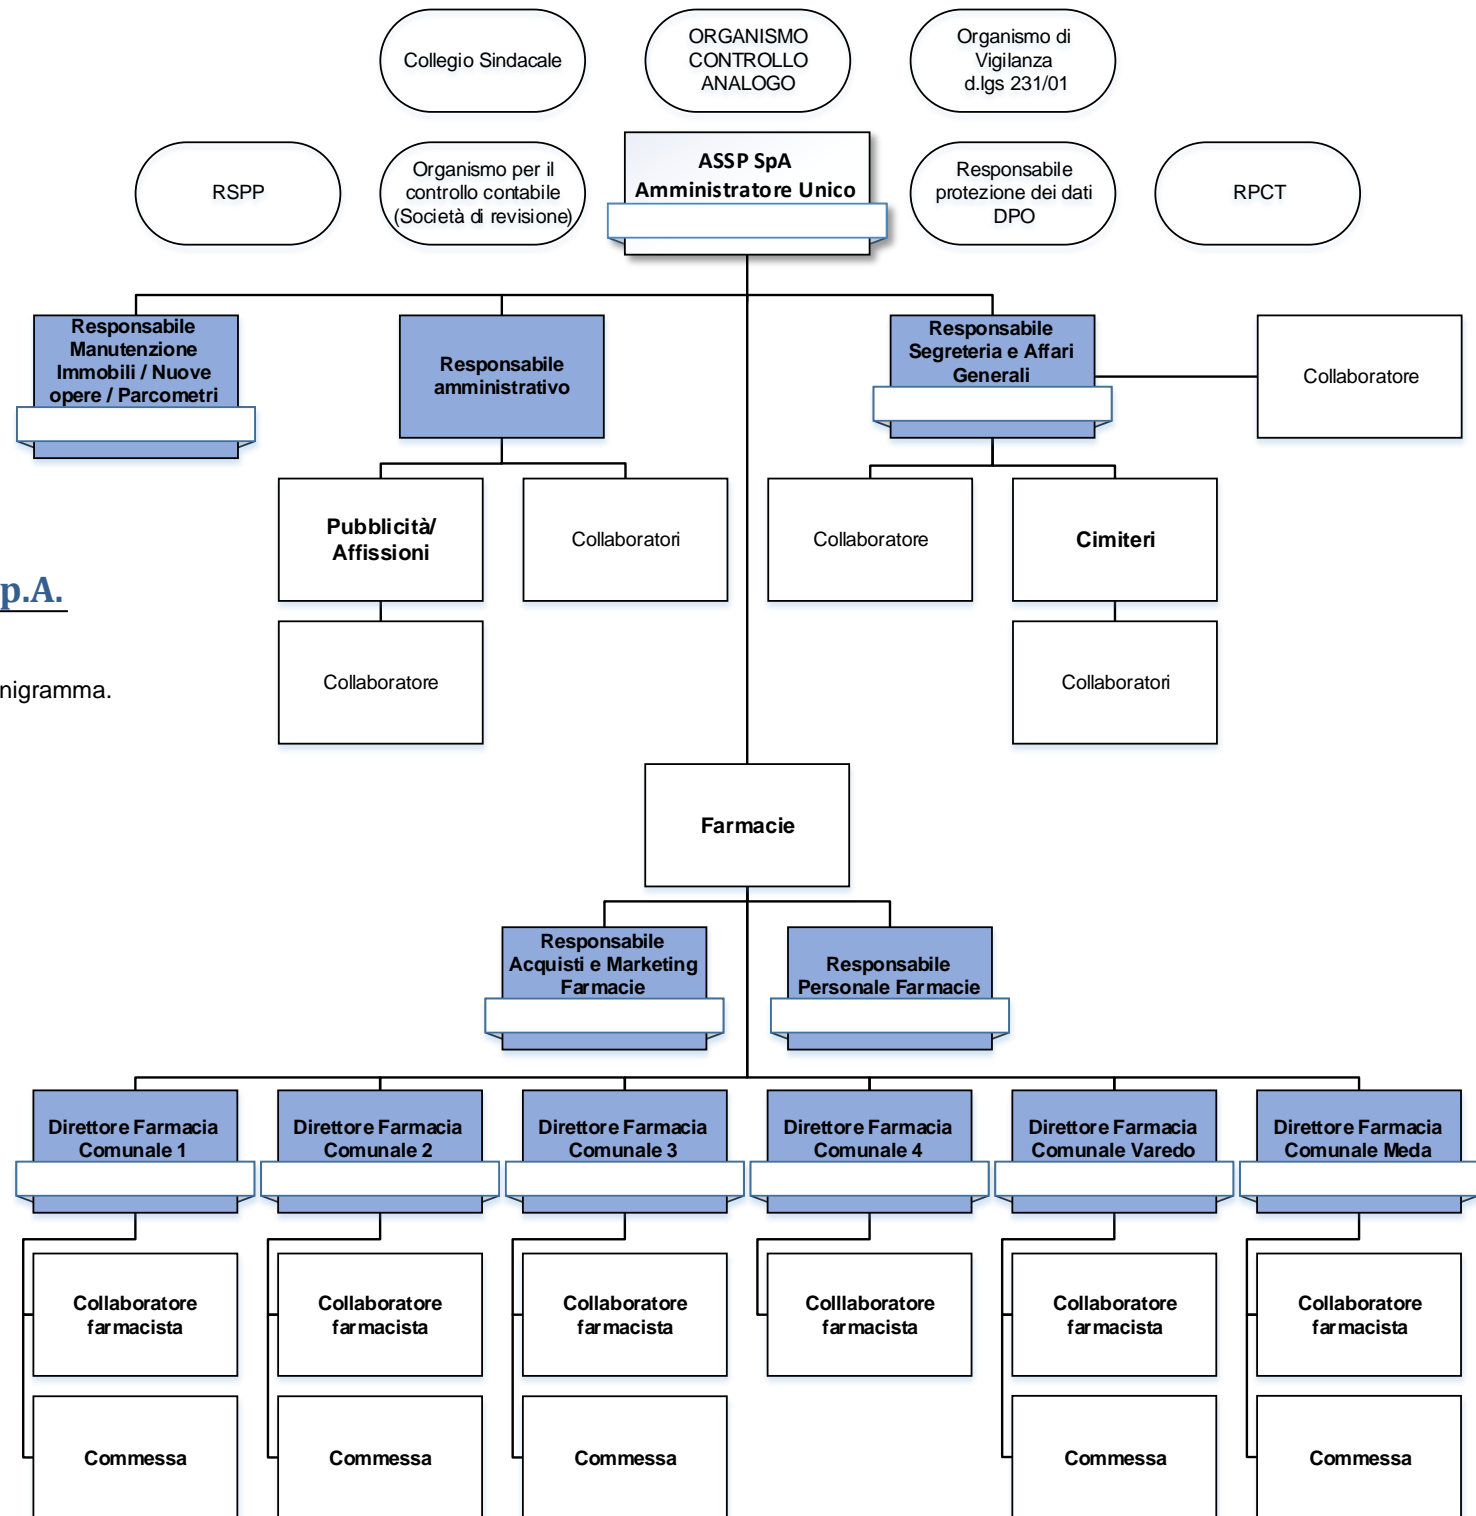 Collegio Sindacale
ORGANISMO
CONTROLLO
ANALOGO
Organismo di
Vigilanza
d.lgs 231/01
RSPP
Organismo per il
controllo contabile
(Società di revisione)
ASSP SpA
Amministratore Unico
Responsabile
protezione dei dati
DPO
RPCT
Responsabile
Manutenzione
Immobili / Nuove
opere / Parcometri
Responsabile
amministrativo
Responsabile
Segreteria e Affari
Generali
Collaboratore
Pubblicità/
Affissioni
Collaboratori
Collaboratore
Cimiteri
p.A.
Collaboratore
Collaboratori
nigramma.
Farmacie
Responsabile
Acquisti e Marketing
Farmacie
Responsabile
Personale Farmacie
Direttore Farmacia
Comunale 1
Direttore Farmacia
Comunale 2
Direttore Farmacia
Comunale 3
Direttore Farmacia
Comunale 4
Direttore Farmacia
Comunale Varedo
Direttore Farmacia
Comunale Meda
Collaboratore
farmacista
Collaboratore
farmacista
Collaboratore
farmacista
Colllaboratore
farmacista
Collaboratore
farmacista
Collaboratore
farmacista
Commessa
Commessa
Commessa
Commessa
Commessa